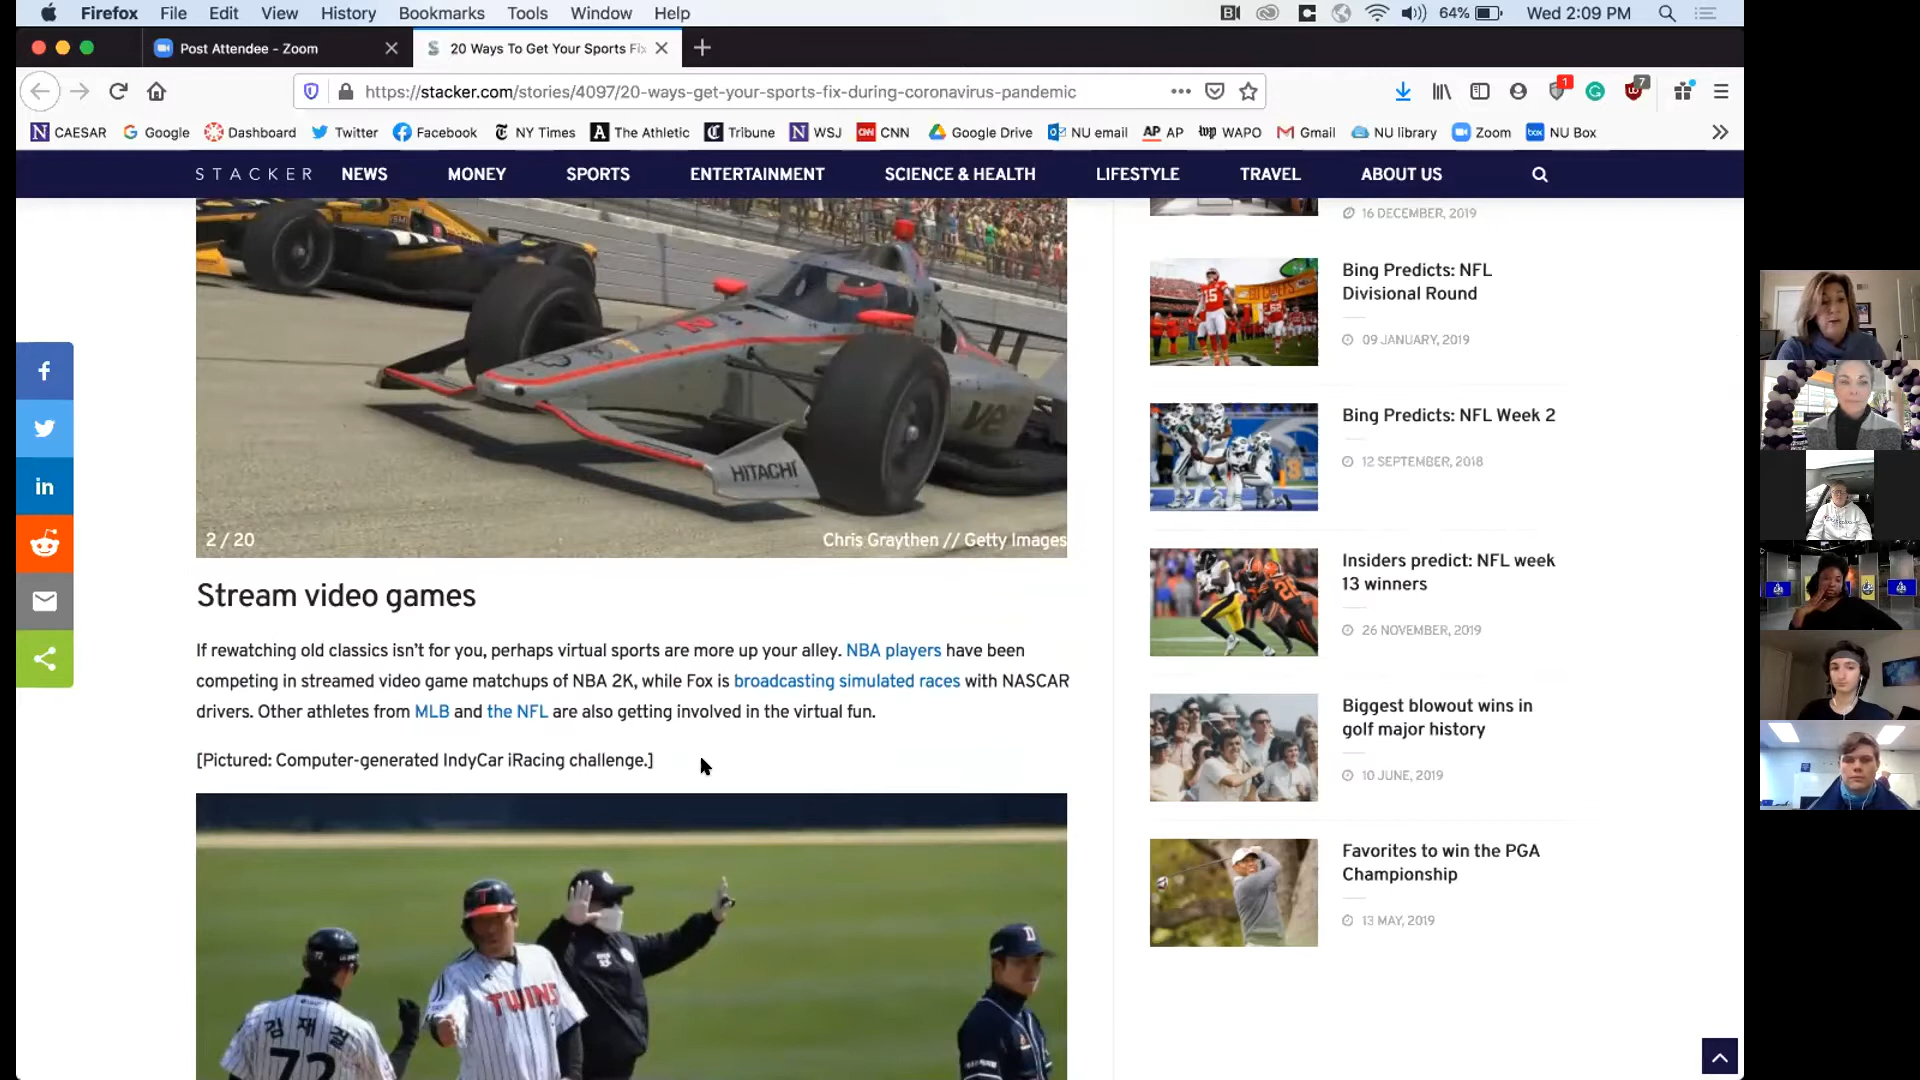 Firefox File Edit View History Bookmarks Tools Window Help 64% Wed 2:09 PM
Post Attendee - Zoom 20 Ways To Get Your Sports Fix
https://stacker.com/stories/4097/20-ways-get-your-sports-fix-during-coronavirus-pandemic 1 7
CAESAR Google Dashboard Twitter Facebook NY Times The Athletic Tribune WSJ CNN Google Drive NU email AP AP WAPO Gmail NU library Zoom NU Box
STACKER NEWS MONEY SPORTS ENTERTAINMENT SCIENCE & HEALTH LIFESTYLE TRAVEL ABOUT US
HITACHI
2 / 20
Chris Graythen // Getty Images
Stream video games
If rewatching old classics isn't for you, perhaps virtual sports are more up your alley. NBA players have been
competing in streamed video game matchups of NBA 2K, while Fox is broadcasting simulated races with NASCAR
drivers. Other athletes from MLB and the NFL are also getting involved in the virtual fun.
[Pictured: Computer-generated IndyCar iRacing challenge.]
TWINS
김재걸
72
16 DECEMBER, 2019
Bing Predicts: NFL
Divisional Round
09 JANUARY, 2019
Bing Predicts: NFL Week 2
12 SEPTEMBER, 2018
Insiders predict: NFL week
13 winners
26 NOVEMBER, 2019
Biggest blowout wins in
golf major history
10 JUNE, 2019
Favorites to win the PGA
Championship
13 MAY, 2019